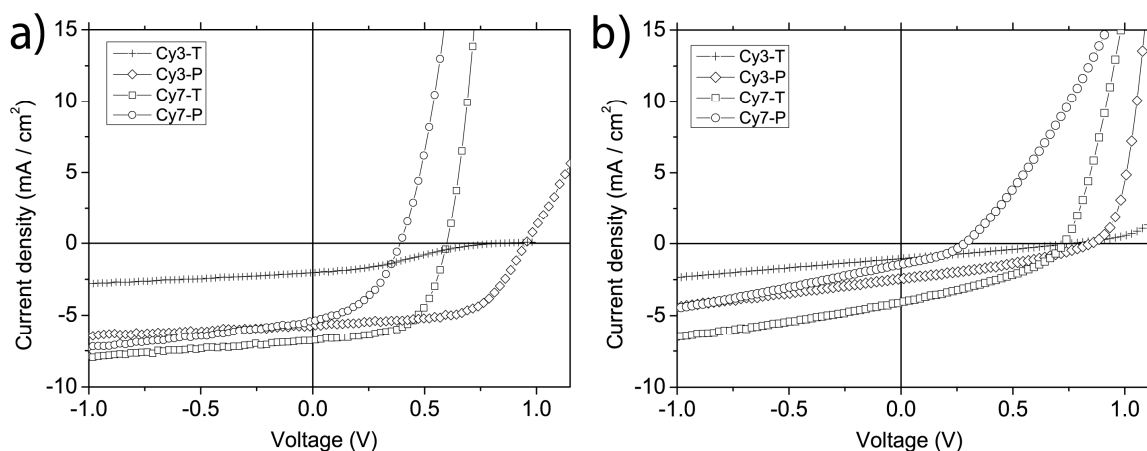 a)
15
10
5
0
-5
-10
Current density (mA / cm²)
Cy3-T
Cy3-P
Cy7-T
Cy7-P
-1.0
-0.5
0.0
0.5
1.0
Voltage (V)
b)
15
10
5
0
-5
-10
Current density (mA / cm²)
Cy3-T
Cy3-P
Cy7-T
Cy7-P
-1.0
-0.5
0.0
0.5
1.0
Voltage (V)